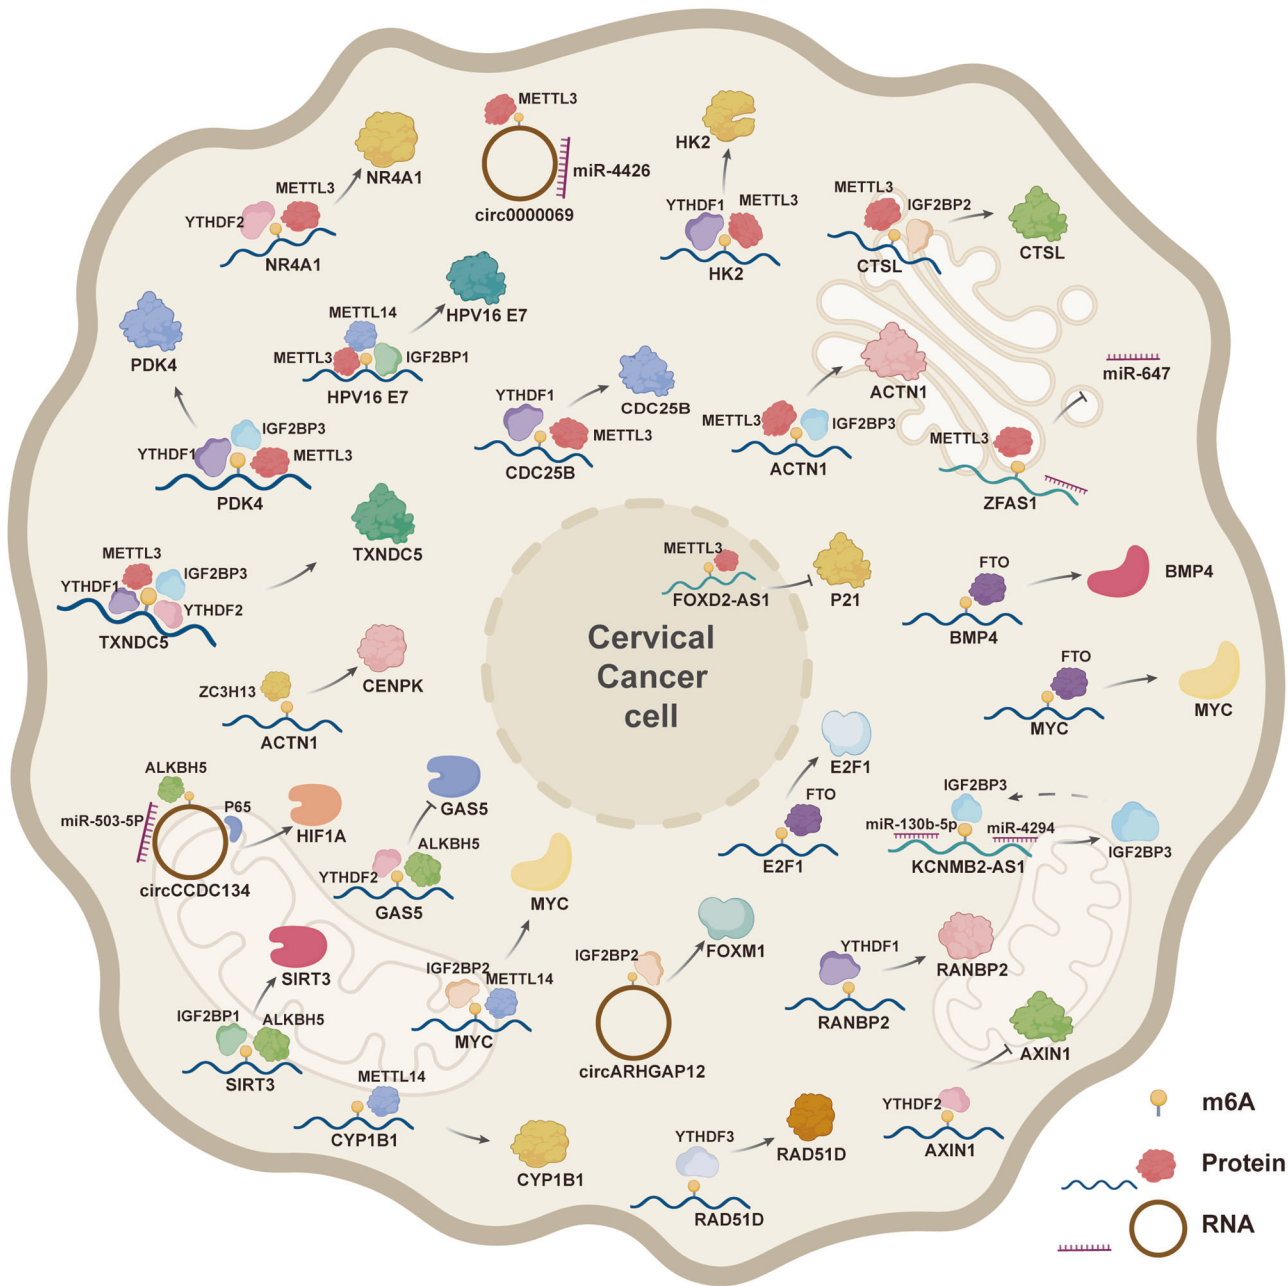 METTL3
NR4A1
METTL3
YTHDF2
NR4A1
miR-4426
circ0000069
HK2
YTHDF1
METTL3
HK2
METTL3
IGF2BP2
CTSL
CTSL
PDK4
METTL14
HPV16 E7
METTL3
IGF2BP1
HPV16 E7
YTHDF1
CDC25B
METTL3
CDC25B
ACTN1
METTL3
IGF2BP3
ACTN1
miR-647
METTL3
ZFAS1
IGF2BP3
YTHDF1
METTL3
PDK4
TXNDC5
METTL3
YTHDF1
IGF2BP3
YTHDF2
TXNDC5
METTL3
FOXD2-AS1
P21
FTO
BMP4
BMP4
Cervical
Cancer
cell
ZC3H13
CENPK
ACTN1
FTO
MYC
MYC
ALKBH5
P65
miR-503-5P
HIF1A
circCCDC134
GAS5
ALKBH5
YTHDF2
GAS5
E2F1
FTO
E2F1
IGF2BP3
miR-130b-5p
miR-4294
KCNMB2-AS1
IGF2BP3
MYC
IGF2BP2
METTL14
MYC
SIRT3
IGF2BP1
ALKBH5
SIRT3
IGF2BP2
FOXM1
circARHGAP12
YTHDF1
RANBP2
RANBP2
AXIN1
YTHDF2
AXIN1
METTL14
CYP1B1
CYP1B1
YTHDF3
RAD51D
RAD51D
m6A
Protein
RNA